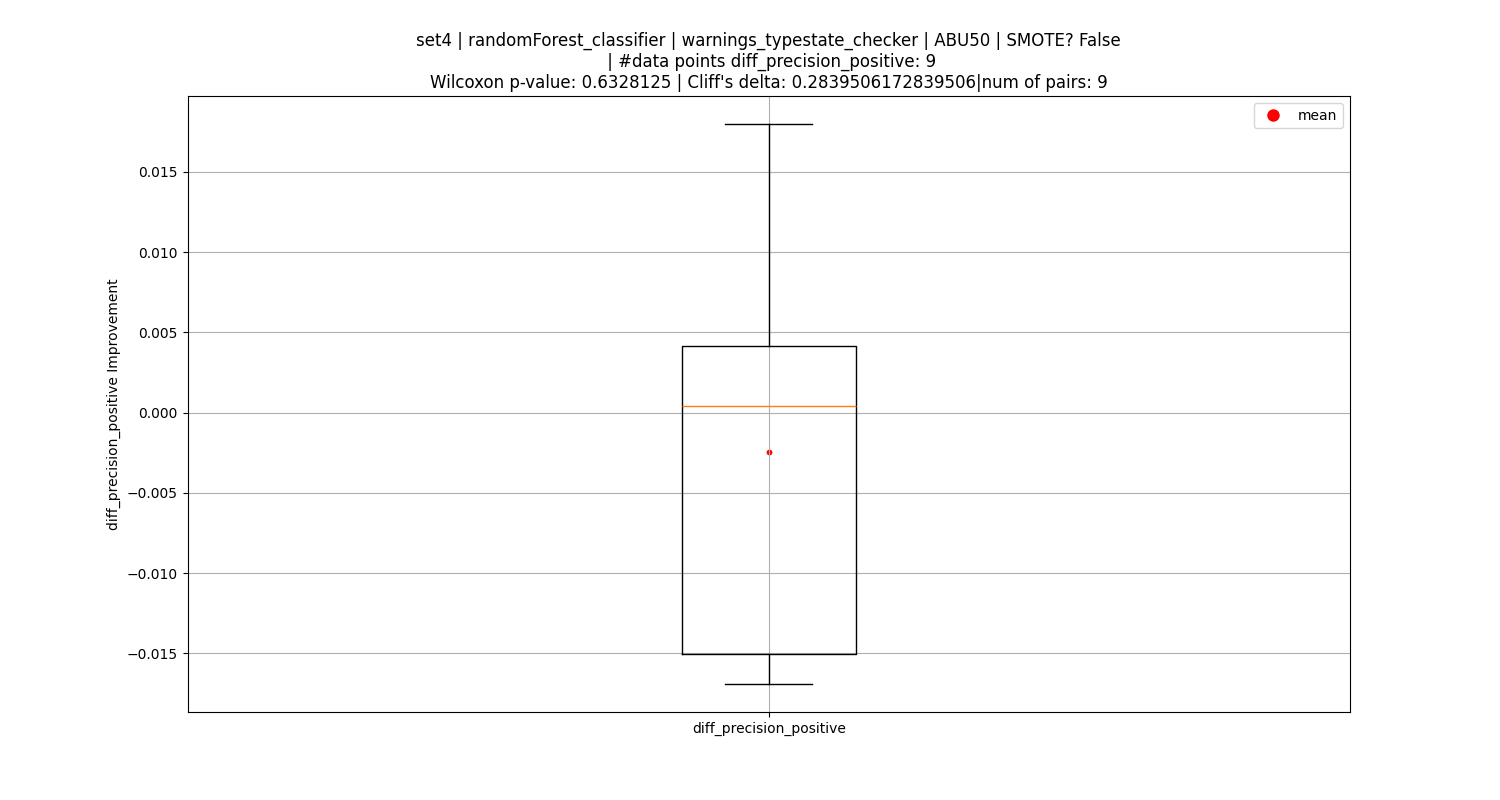 set4 | randomForest_classifier | warnings_typestate_checker | ABU50 | SMOTE? False
| #data points diff_precision_positive: 9
Wilcoxon p-value: 0.6328125 | Cliff's delta: 0.2839506172839506|num of pairs: 9
mean
0.015
0.010
0.005
0.000
−0.005
−0.010
−0.015
diff_precision_positive Improvement
diff_precision_positive